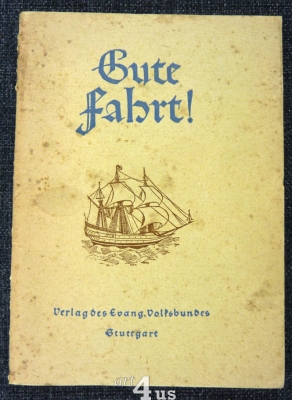 Gute
Fahrt!
Verlag des Evang. Volksbundes
Stuttgart
4us